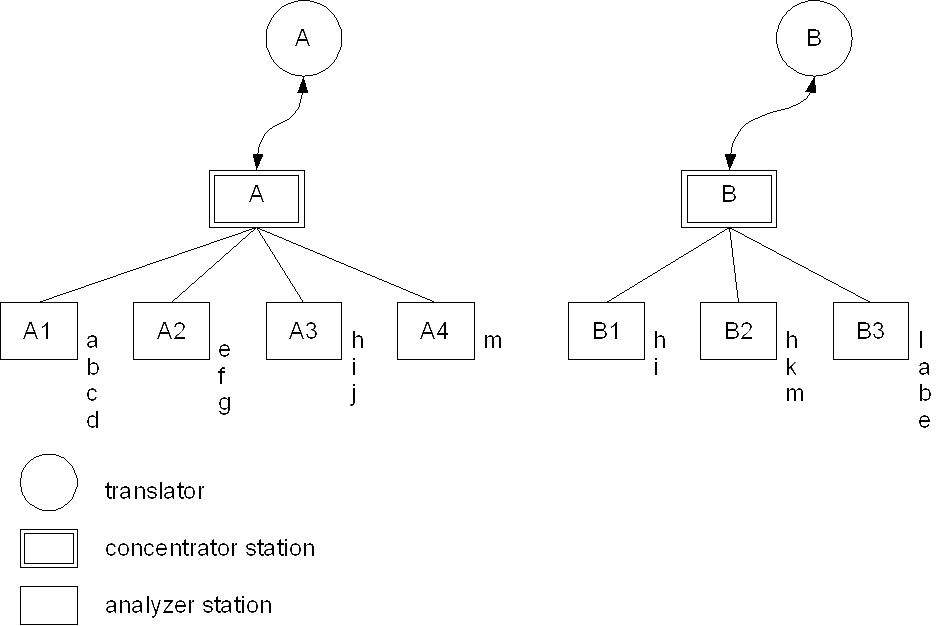 A
B
A
B
A1
a
b
c
d
A2
e
f
g
A3
h
i
j
A4
m
B1
h
i
B2
h
k
m
B3
l
a
b
e
translator
concentrator station
analyzer station